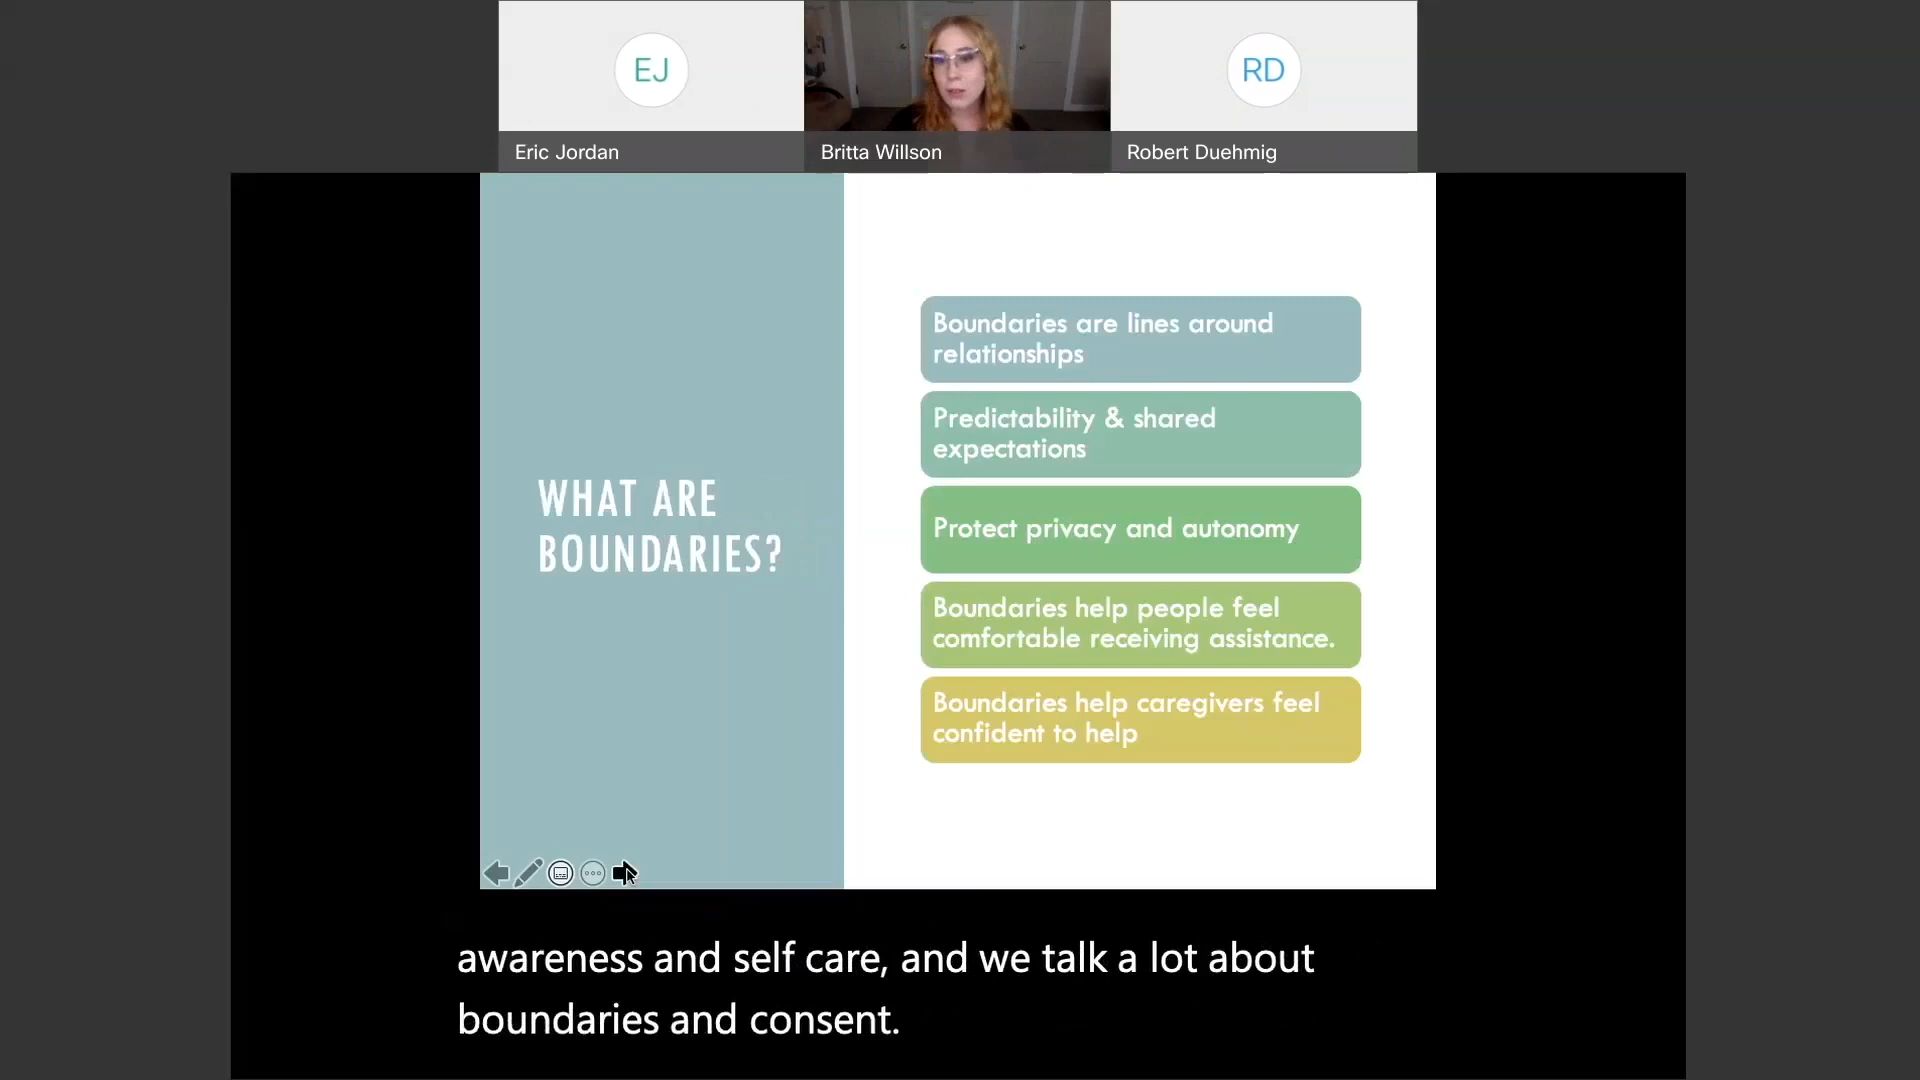 EJ
RD
Eric Jordan
Britta Willson
Robert Duehmig
WHAT ARE
BOUNDARIES?
Boundaries are lines around
relationships
Predictability & shared
expectations
Protect privacy and autonomy
Boundaries help people feel
comfortable receiving assistance.
Boundaries help caregivers feel
confident to help
awareness and self care, and we talk a lot about
boundaries and consent.